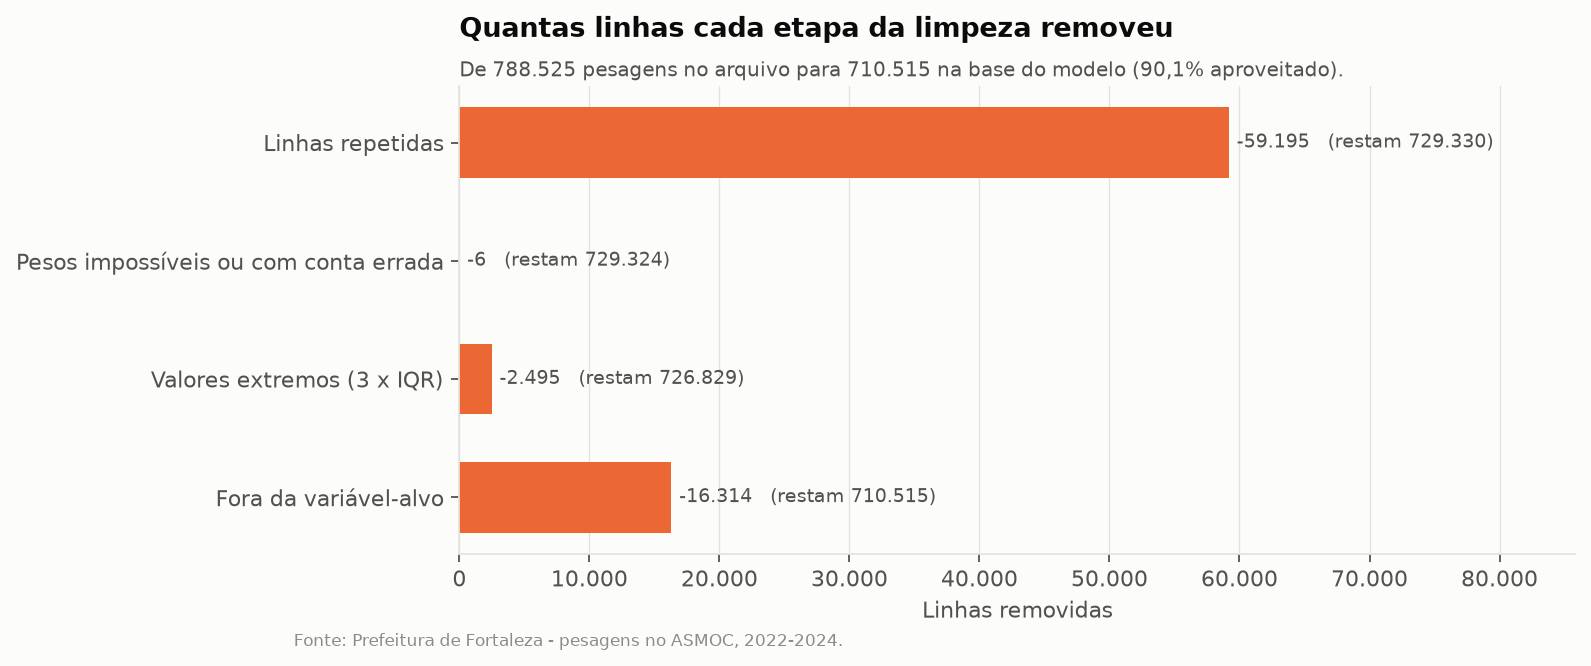 Quantas linhas cada etapa da limpeza removeu
De 788.525 pesagens no arquivo para 710.515 na base do modelo (90,1% aproveitado).
Linhas repetidas
-59.195 (restam 729.330)
Pesos impossíveis ou com conta errada
-6 (restam 729.324)
Valores extremos (3 x IQR)
-2.495 (restam 726.829)
Fora da variável-alvo
-16.314 (restam 710.515)
0 10.000 20.000 30.000 40.000 50.000 60.000 70.000 80.000
Linhas removidas
Fonte: Prefeitura de Fortaleza - pesagens no ASMOC, 2022-2024.